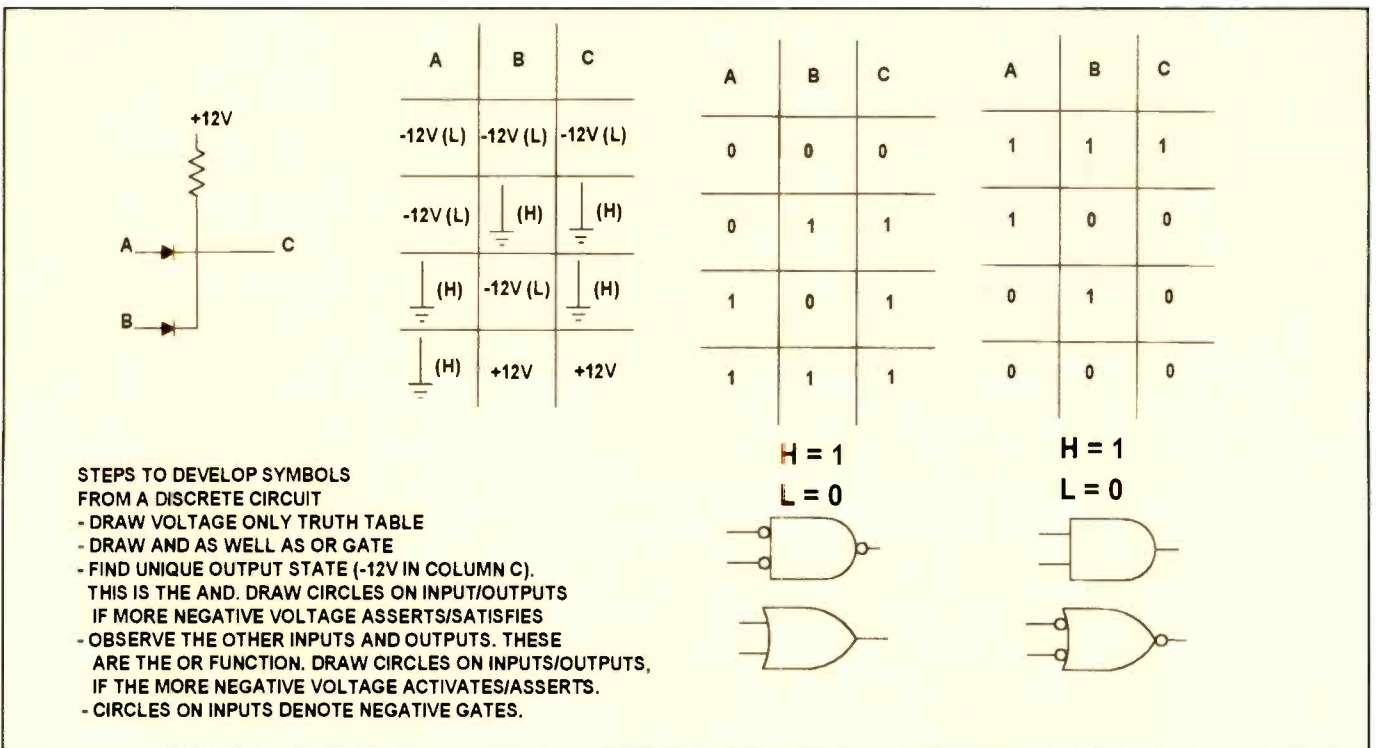 +12V
A
C
B
A B C
-12V (L) -12V (L) -12V (L)
-12V (L) (H) (H)
(H) -12V (L) (H)
(H) +12V +12V
A B C
0 0 0
0 1 1
1 0 1
1 1 1
H = 1
L = 0
A B C
1 1 1
1 0 0
0 1 0
0 0 0
H = 1
L = 0
STEPS TO DEVELOP SYMBOLS
FROM A DISCRETE CIRCUIT
- DRAW VOLTAGE ONLY TRUTH TABLE
- DRAW AND AS WELL AS OR GATE
- FIND UNIQUE OUTPUT STATE (-12V IN COLUMN C).
THIS IS THE AND. DRAW CIRCLES ON INPUT/OUTPUTS
IF MORE NEGATIVE VOLTAGE ASSERTS/SATISFIES
- OBSERVE THE OTHER INPUTS AND OUTPUTS. THESE
ARE THE OR FUNCTION. DRAW CIRCLES ON INPUTS/OUTPUTS,
IF THE MORE NEGATIVE VOLTAGE ACTIVATES/ASSERTS.
- CIRCLES ON INPUTS DENOTE NEGATIVE GATES.